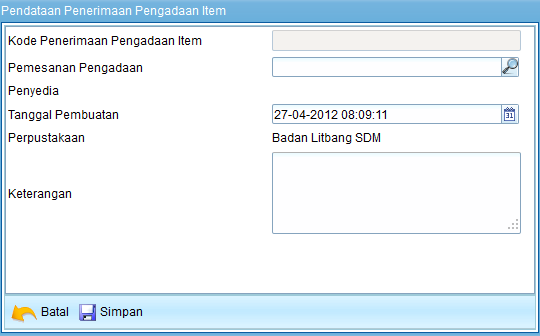 Pendataan Penerimaan Pengadaan Item
Kode Penerimaan Pengadaan Item
Pemesanan Pengadaan
Penyedia
Tanggal Pembuatan 27-04-2012 08:09:11 31
Perpustakaan Badan Litbang SDM
Keterangan
Batal Simpan